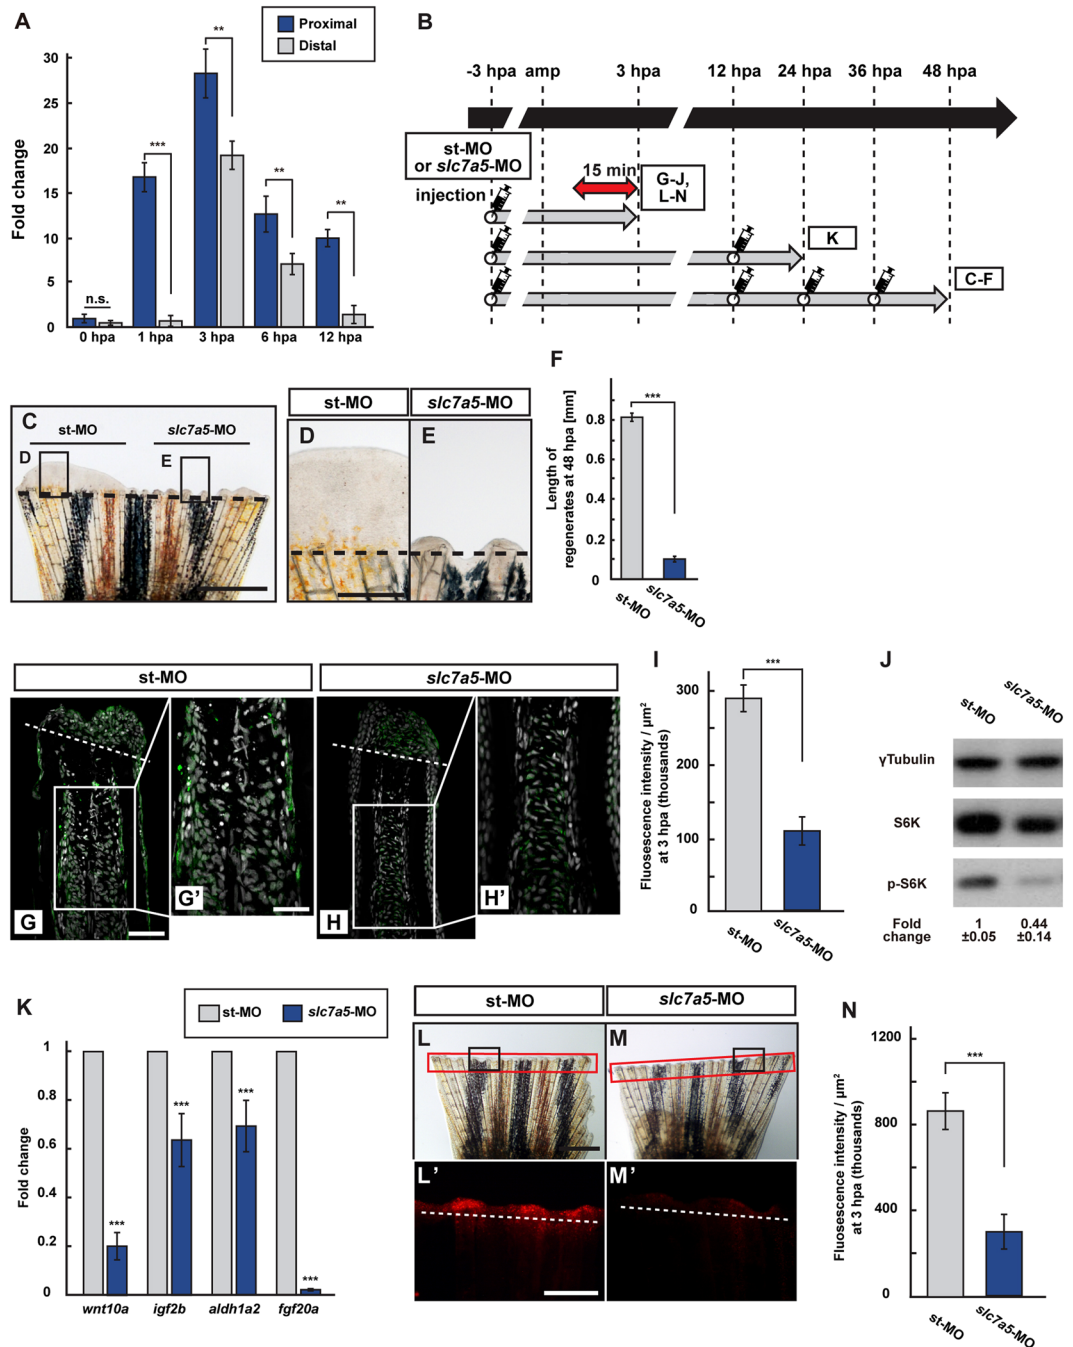 A
Proximal
Distal
Fold change
30
25
20
15
10
5
0
n.s.
***
**
**
**
0 hpa 1 hpa 3 hpa 6 hpa 12 hpa
B
-3 hpa amp 3 hpa 12 hpa 24 hpa 36 hpa 48 hpa
st-MO
or slc7a5-MO
injection
15 min
G-J,
L-N
K
C-F
C
st-MO slc7a5-MO
D
E
st-MO
slc7a5-MO
D
E
F
Length of
regenerates at 48 hpa [mm]
0.8
0.6
0.4
0.2
0
***
st-MO
slc7a5-MO
st-MO
slc7a5-MO
G
G'
H
H'
I
Fluosescence intensity / µm²
at 3 hpa (thousands)
300
200
100
0
***
st-MO
slc7a5-MO
J
st-MO
slc7a5-MO
γTubulin
S6K
p-S6K
Fold
change
1
±0.05
0.44
±0.14
K
st-MO slc7a5-MO
Fold change
1
0.8
0.6
0.4
0.2
0
***
***
***
***
wnt10a igf2b aldh1a2 fgf20a
st-MO
slc7a5-MO
L
M
L'
M'
N
Fluosescence intensity / µm²
at 3 hpa (thousands)
1200
800
400
0
***
st-MO
slc7a5-MO